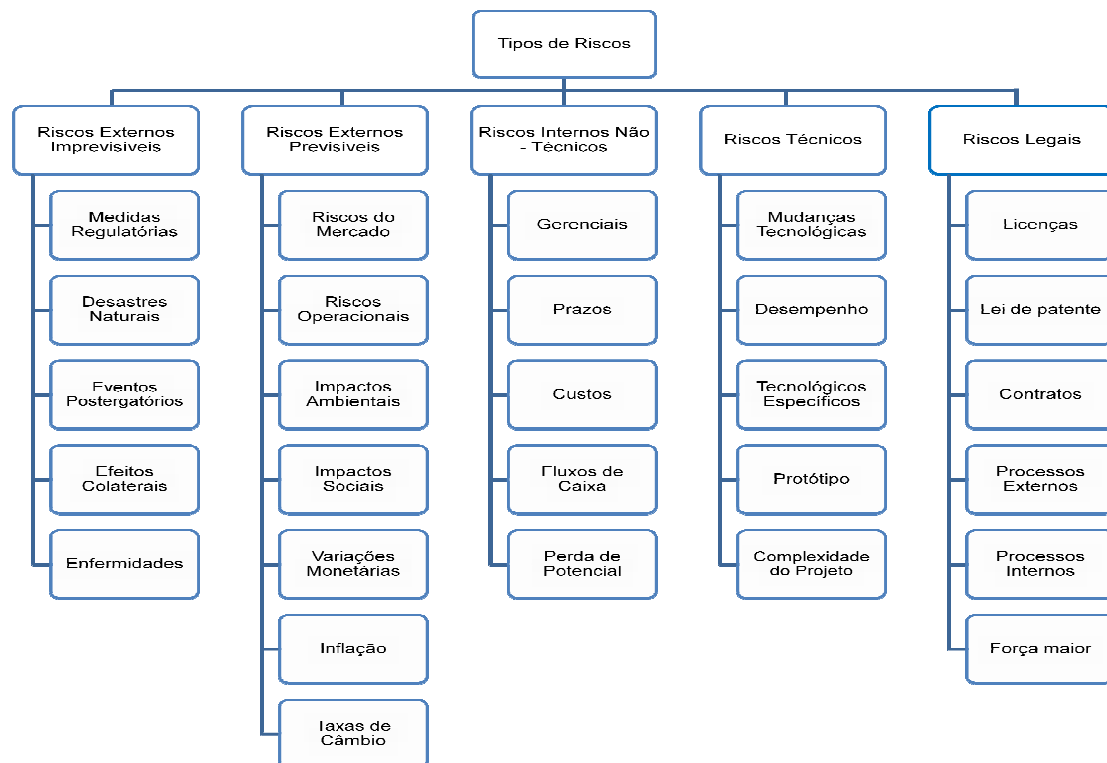 Tipos de Riscos
Riscos Externos
Imprevisíveis
Medidas
Regulatórias
Desastres
Naturais
Eventos
Postergatórios
Efeitos
Colaterais
Enfermidades
Riscos Externos
Previsíveis
Riscos do
Mercado
Riscos
Operacionais
Impactos
Ambientais
Impactos
Sociais
Variações
Monetárias
Inflação
Taxas de
Câmbio
Riscos Internos Não
- Técnicos
Gerenciais
Prazos
Custos
Fluxos de
Caixa
Perda de
Potencial
Riscos Técnicos
Mudanças
Tecnológicas
Desempenho
Tecnológicos
Específicos
Protótipo
Complexidade
do Projeto
Riscos Legais
Licenças
Lei de patente
Contratos
Processos
Externos
Processos
Internos
Força maior